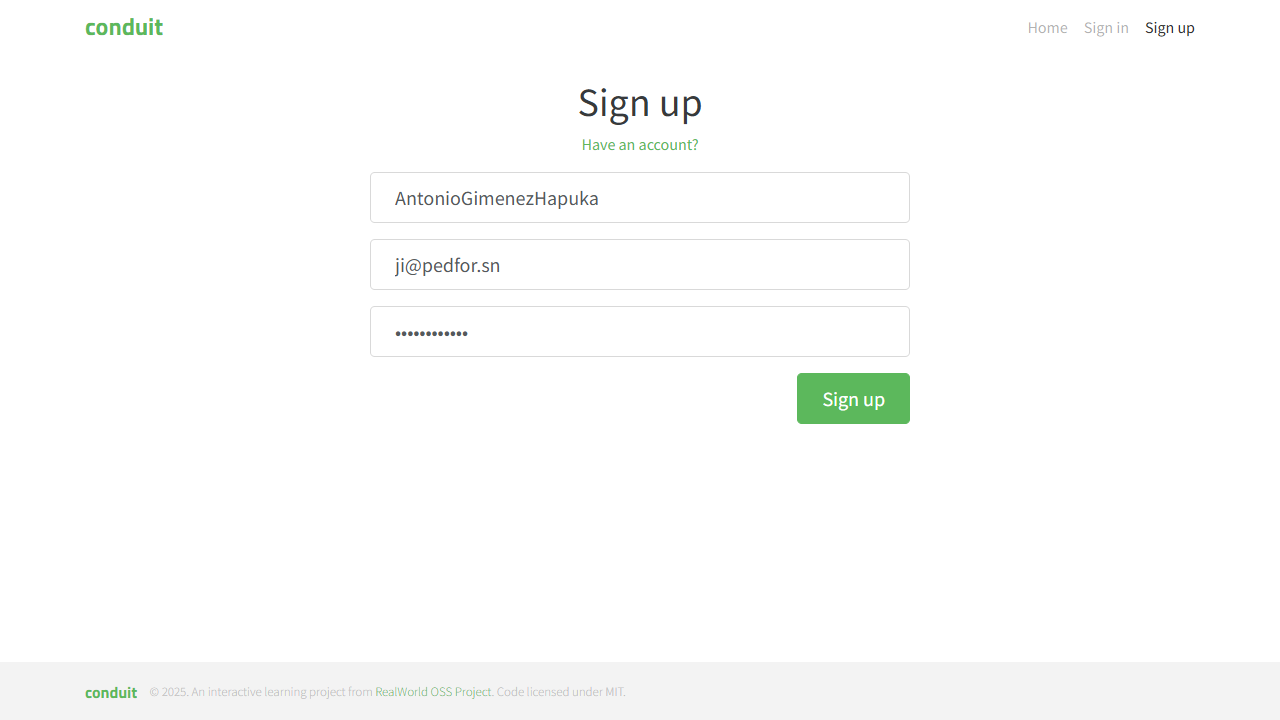 conduit
Home Sign in Sign up
Sign up
Have an account?
AntonioGimenezHapuka
ji@pedfor.sn
••••••••••••
Sign up
conduit © 2025. An interactive learning project from RealWorld OSS Project. Code licensed under MIT.